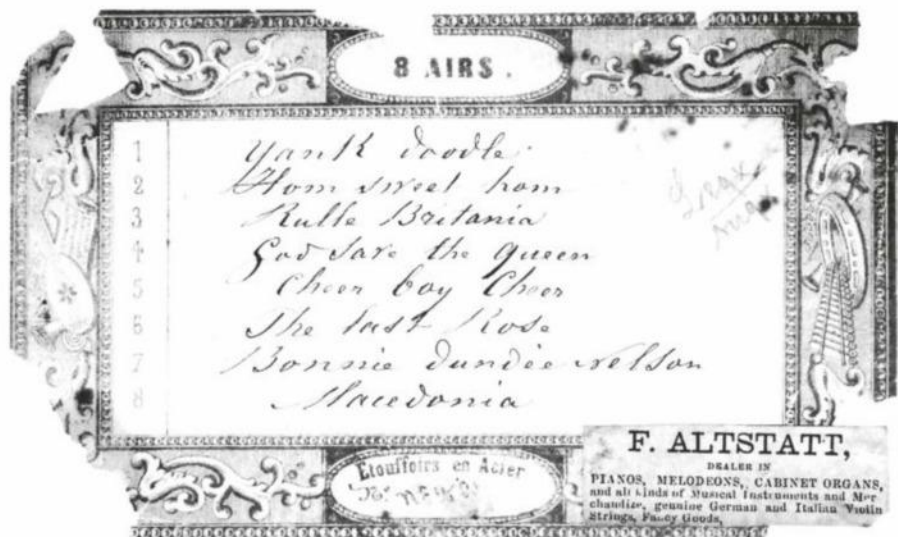 8 AIRS.
1 Yank doodle
2 Hom sweet hom
3 Rulle Britania
4 God Save the queen
5 Cheer boy Cheer
6 The last Rose
7 Bonnie dundée Nelson
8 Macedonia
Etouffoirs en Acier
F. ALTSTATT,
DEALER IN
PIANOS, MELODEONS, CABINET ORGANS,
and all kinds of Musical Instruments and Mer-
chandize, genuine German and Italian Violin
Strings, Fancy Goods,